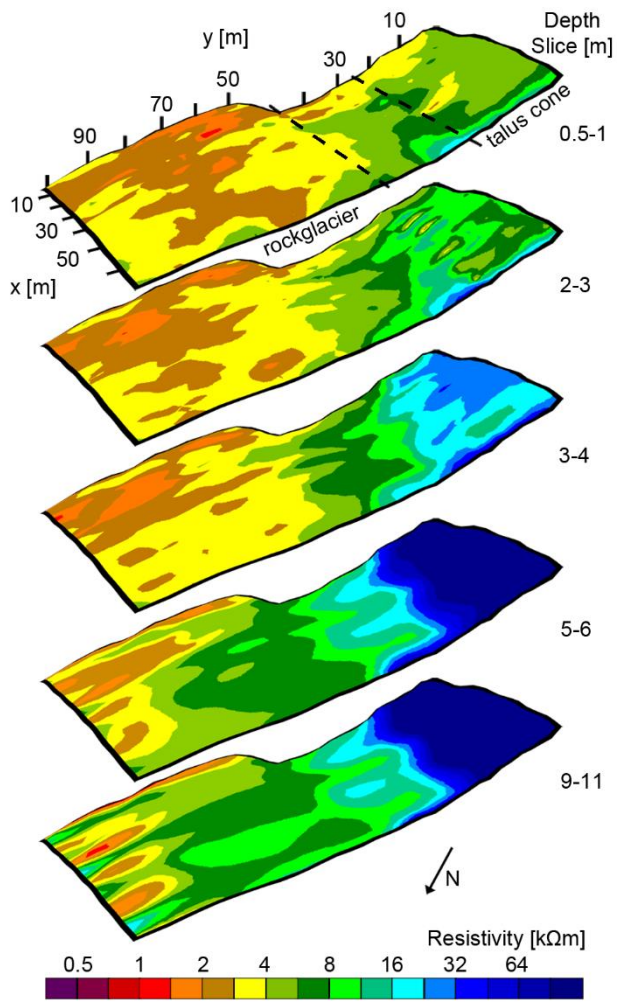 y [m]
10
30
50
70
90
Depth
Slice [m]
talus cone
0.5-1
10
30
50
x [m]
rockglacier
2-3
3-4
5-6
9-11
N
Resistivity [kΩm]
0.5 1 2 4 8 16 32 64